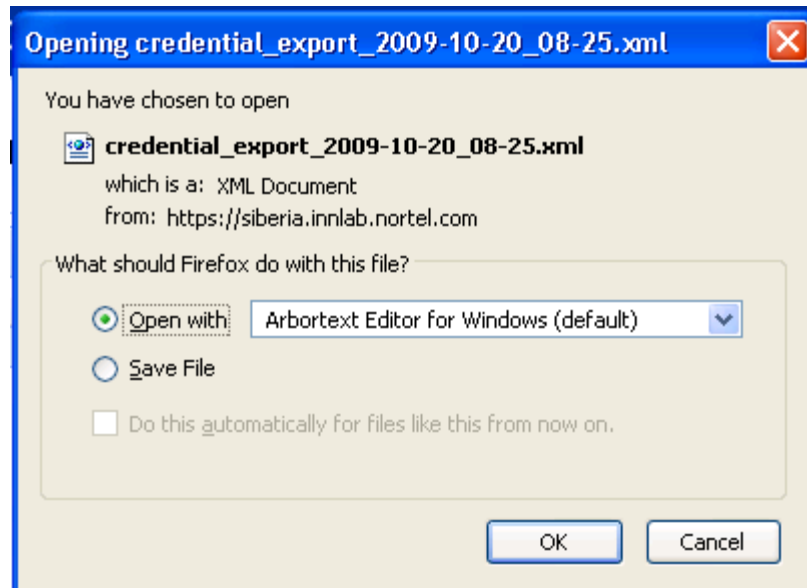 Opening credential_export_2009-10-20_08-25.xml
You have chosen to open
credential_export_2009-10-20_08-25.xml
which is a: XML Document
from: https://siberia.innlab.nortel.com
What should Firefox do with this file?
Open with Arbortext Editor for Windows (default)
Save File
Do this automatically for files like this from now on.
OK Cancel